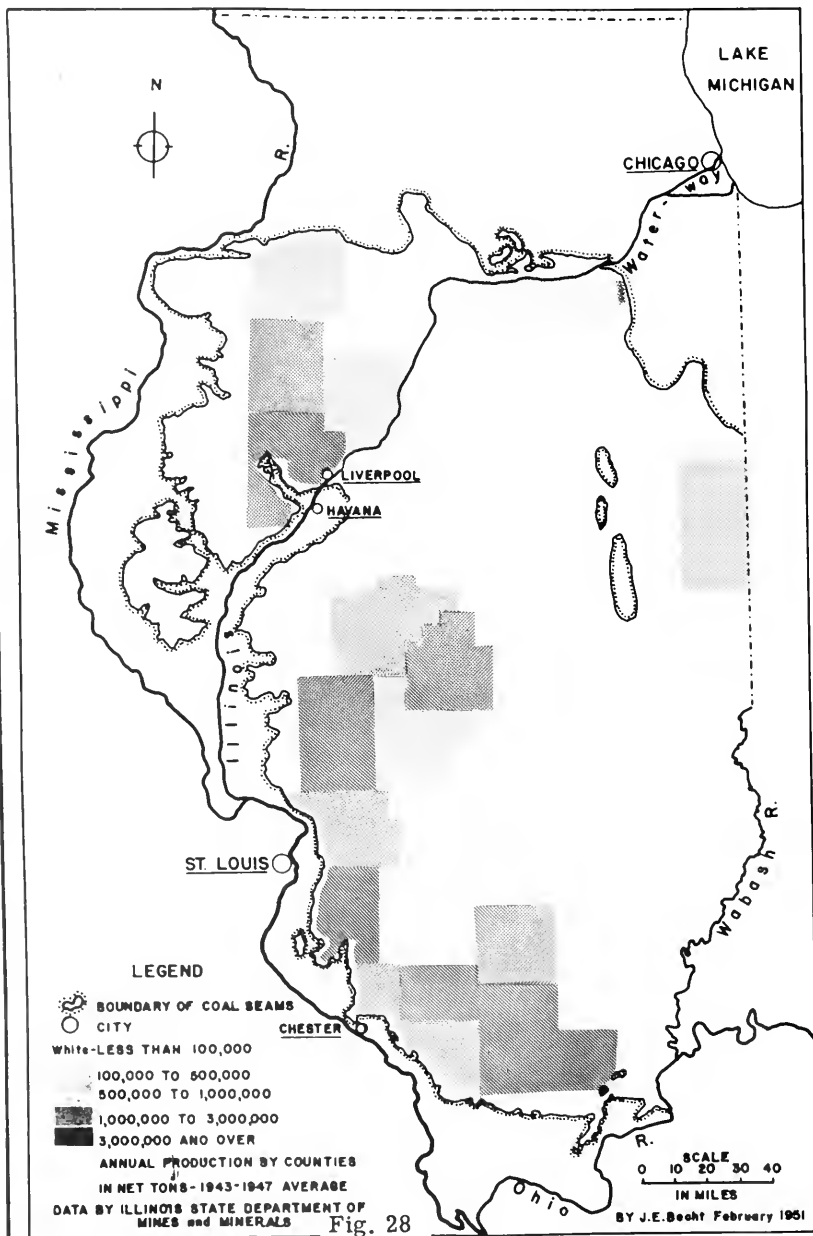 LAKE
MICHIGAN
N
R.
CHICAGO
Water-way
Mississippi
LIVERPOOL
HAVANA
Illinois
ST. LOUIS
Wabash R.
LEGEND
BOUNDARY OF COAL SEAMS
CITY
CHESTER
White-LESS THAN 100,000
100,000 TO 500,000
500,000 TO 1,000,000
1,000,000 TO 3,000,000
3,000,000 AND OVER
ANNUAL PRODUCTION BY COUNTIES
IN NET TONS-1943-1947 AVERAGE
DATA BY ILLINOIS STATE DEPARTMENT OF
MINES and MINERALS
Fig. 28
Ohio R.
SCALE
0 10 20 40
IN MILES
BY J.E. Becht February 1951